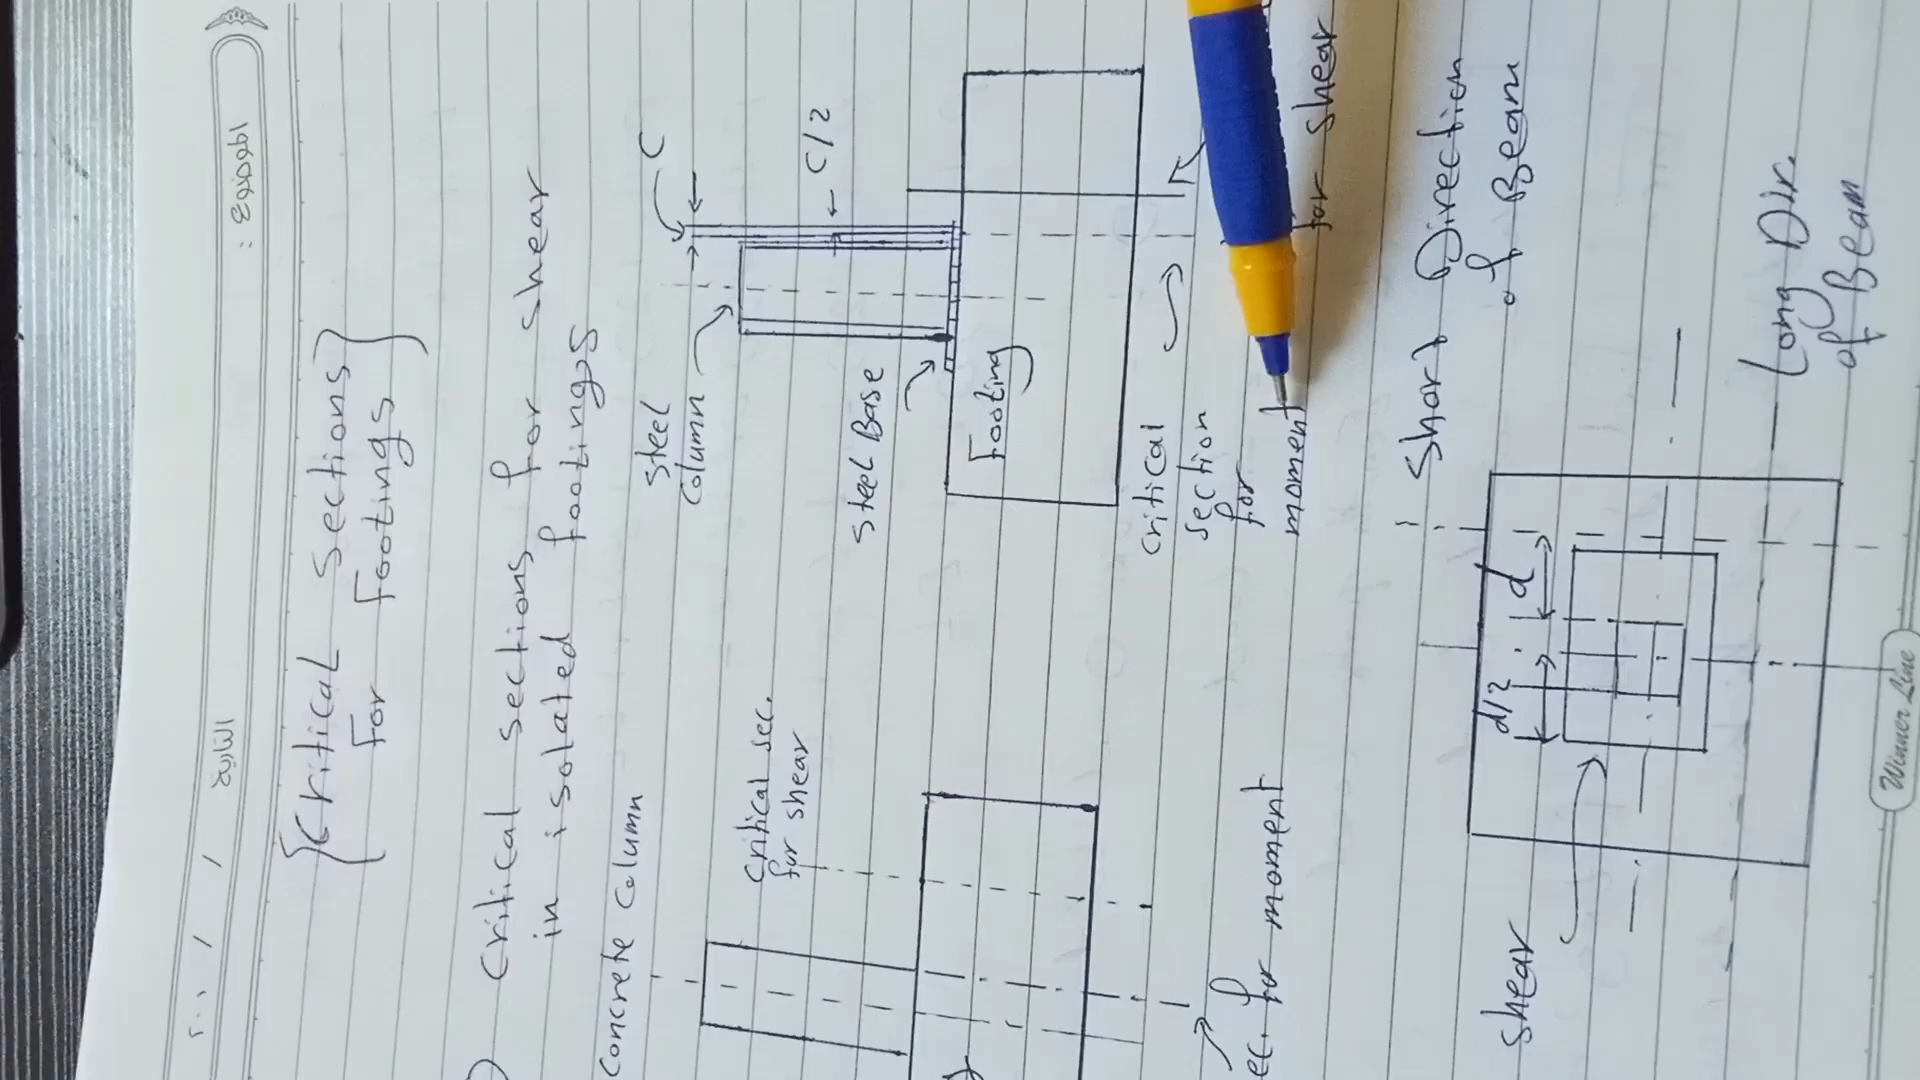 الموضوع :
التاريخ / / ٢٠
{Critical Sections
For Footings}
Critical sections for shear
in isolated footings
Concrete Column
Critical sec.
for shear
ec. for moment
Steel
Column
C
C/2
Steel Base
Footing
Critical
section
for
moment
for shear
Short Direction
of Beam
d/2
d
Shear
Long Dir.
of Beam
Winner Line